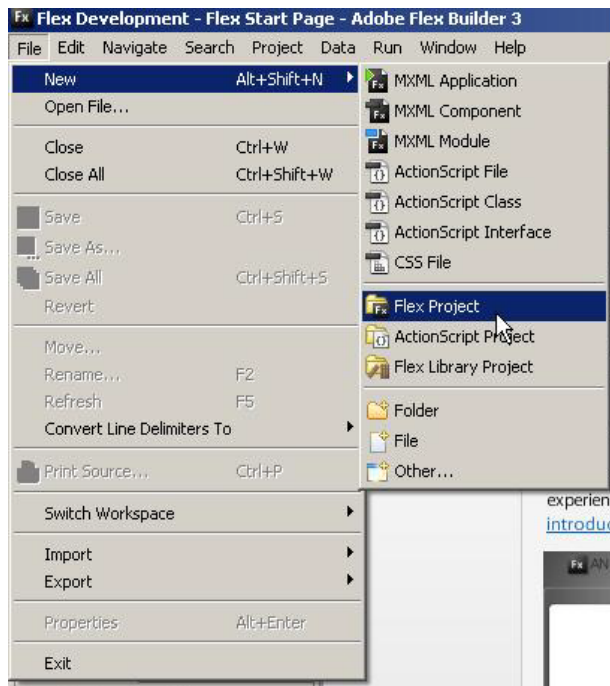 Fx Flex Development - Flex Start Page - Adobe Flex Builder 3
File Edit Navigate Search Project Data Run Window Help
New Alt+Shift+N
Open File...
Close Ctrl+W
Close All Ctrl+Shift+W
Save Ctrl+S
Save As...
Save All Ctrl+Shift+S
Revert
Move...
Rename... F2
Refresh F5
Convert Line Delimiters To
Print Source... Ctrl+P
Switch Workspace
Import
Export
Properties Alt+Enter
Exit
MXML Application
MXML Component
MXML Module
ActionScript File
ActionScript Class
ActionScript Interface
CSS File
Flex Project
ActionScript Project
Flex Library Project
Folder
File
Other...
experien
introduc
Fx AN